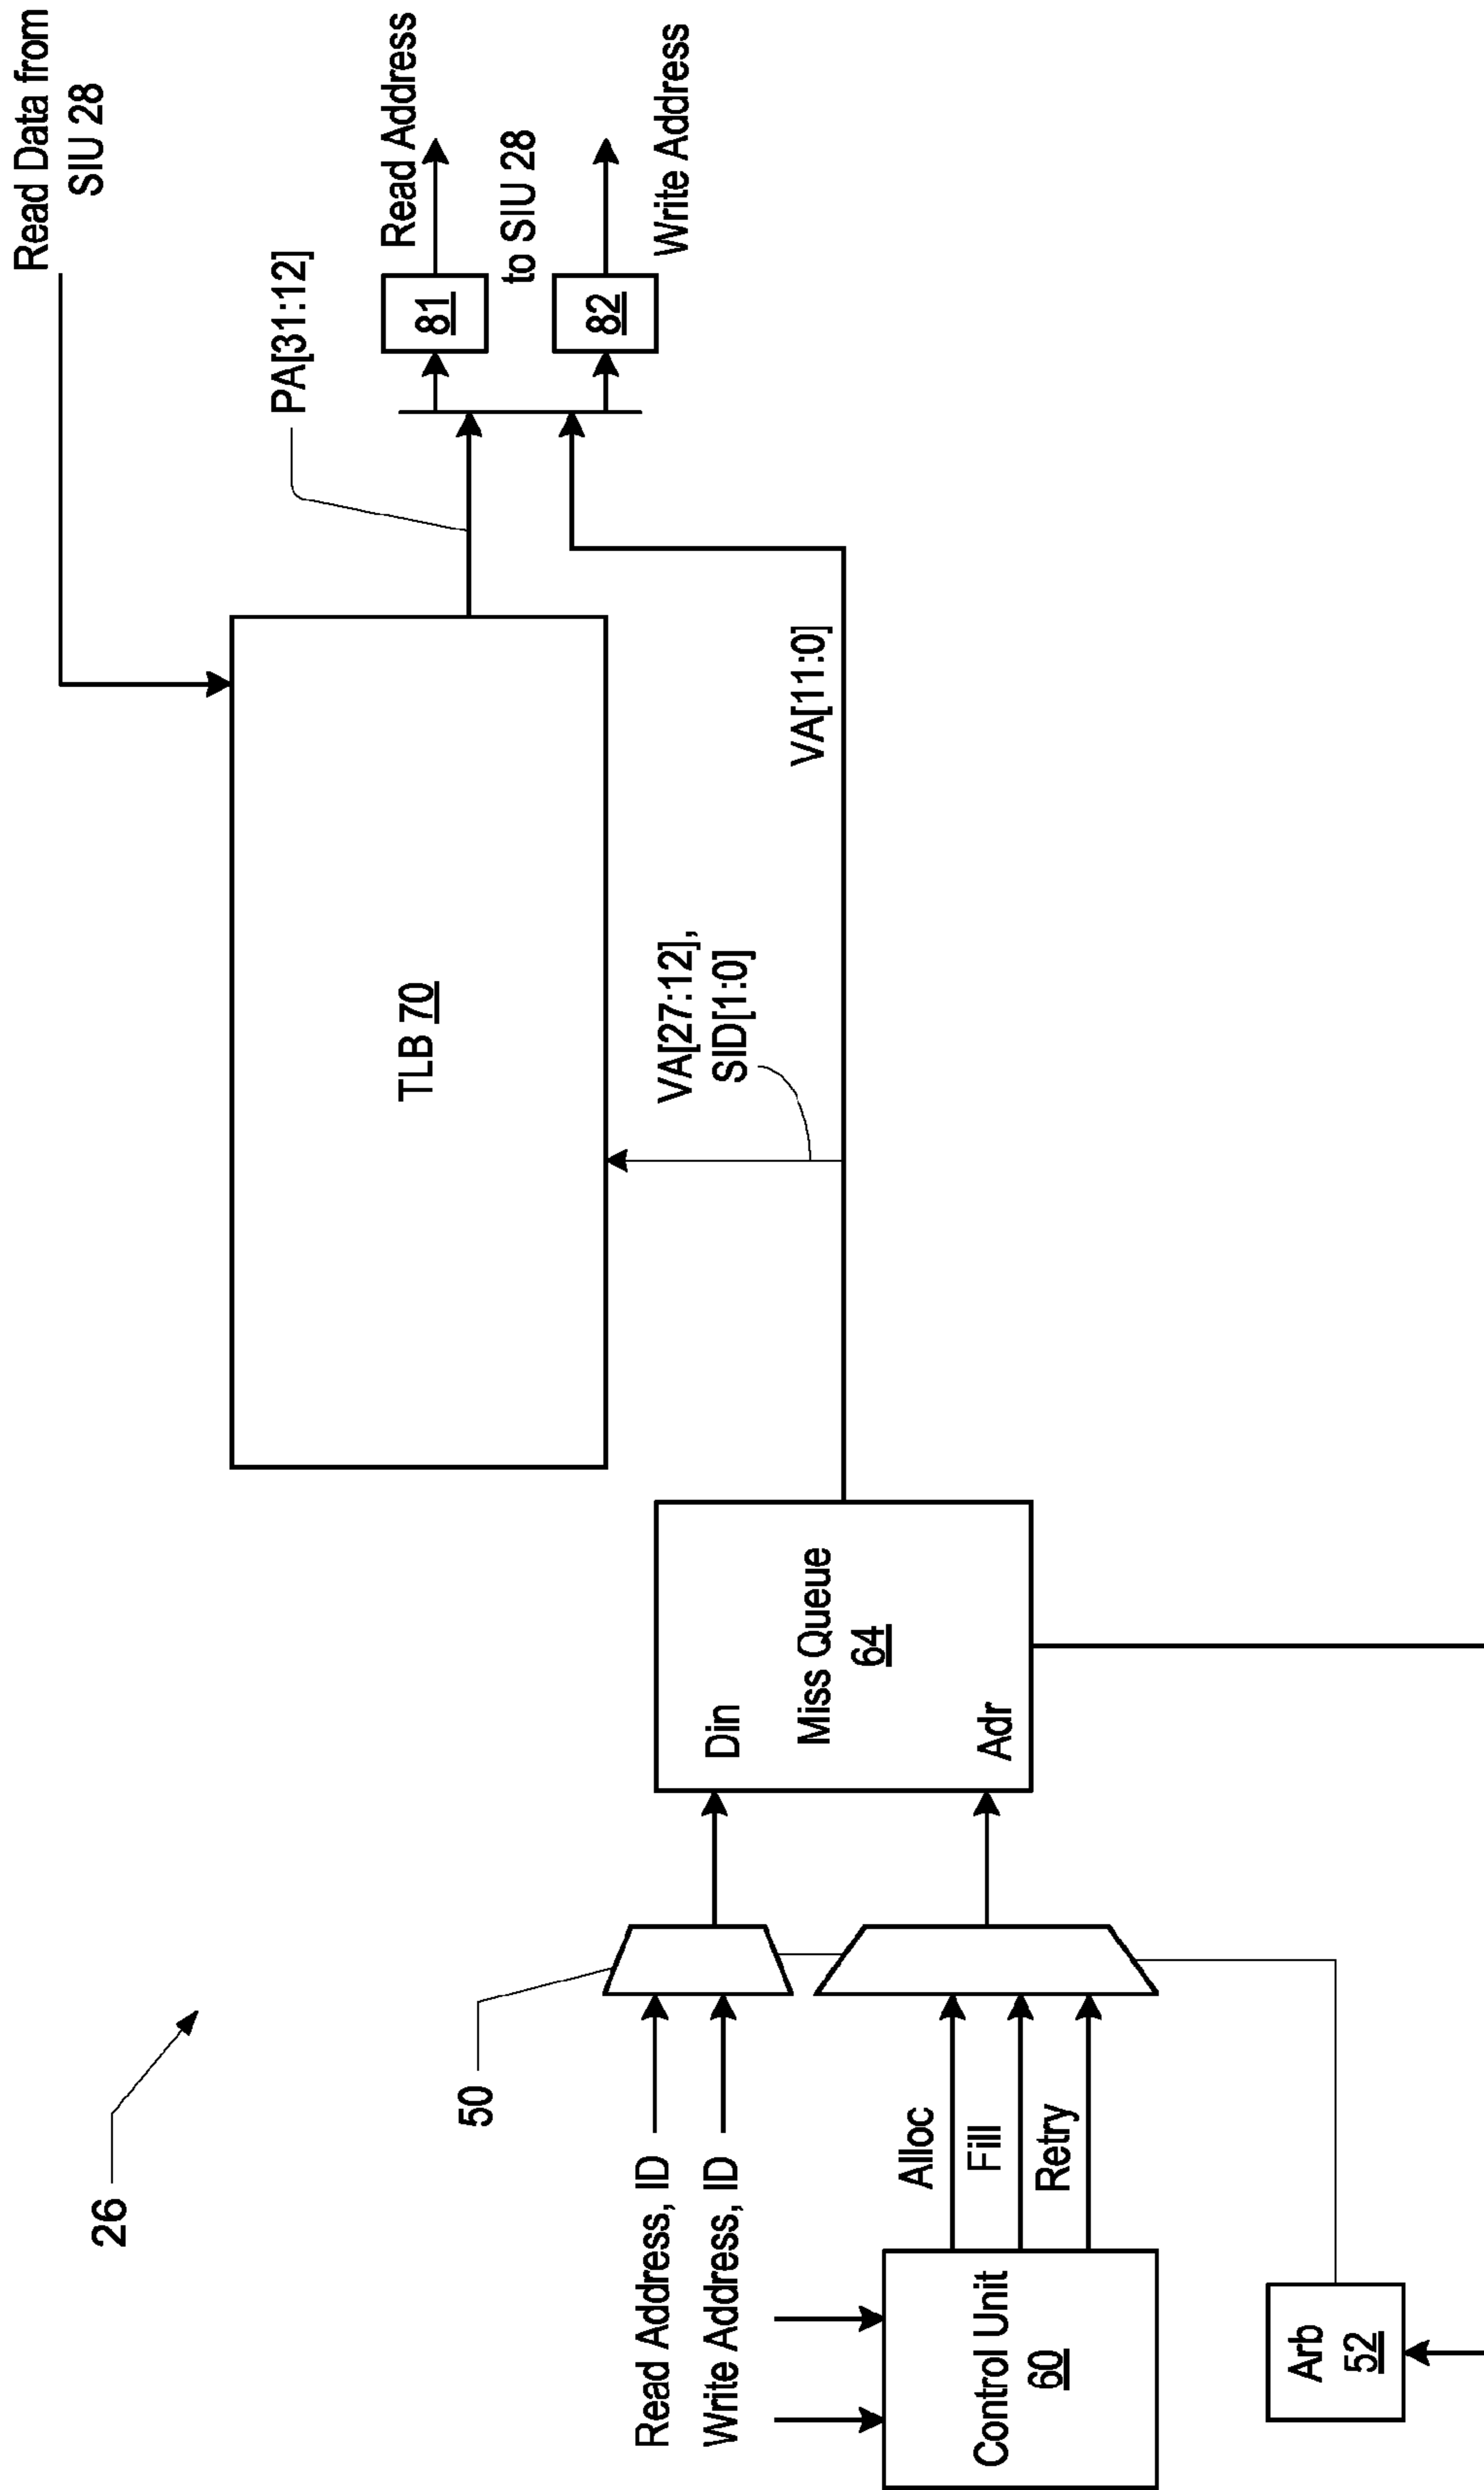 26
50
Read Address, ID
Write Address, ID
Control Unit
60
Alloc
Fill
Retry
Arb
52
Din
Miss Queue
64
Adr
TLB 70
VA[27:12],
SID[1:0]
VA[11:0]
Read Data from
SIU 28
PA[31:12]
81
82
Read Address
to SIU 28
Write Address